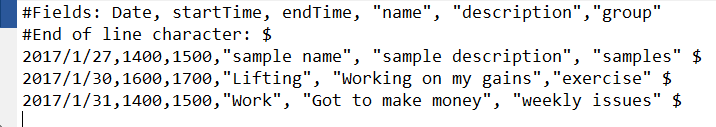 #Fields: Date, startTime, endTime, "name", "description","group"
#End of line character: $
2017/1/27,1400,1500,"sample name", "sample description", "samples" $
2017/1/30,1600,1700,"Lifting", "Working on my gains","exercise" $
2017/1/31,1400,1500,"Work", "Got to make money", "weekly issues" $